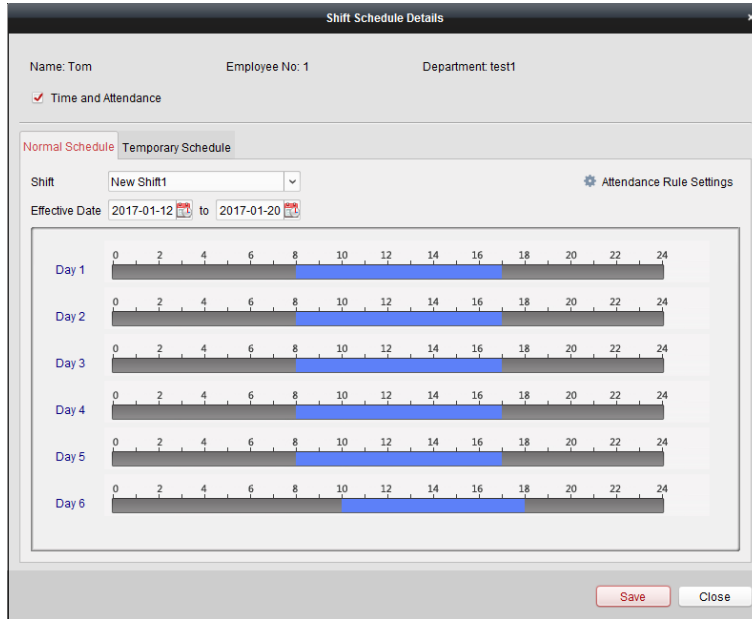 Shift Schedule Details
Name: Tom Employee No: 1 Department: test1
Time and Attendance
Normal Schedule Temporary Schedule
Shift New Shift1 Attendance Rule Settings
Effective Date 2017-01-12 to 2017-01-20
0 2 4 6 8 10 12 14 16 18 20 22 24
Day 1
0 2 4 6 8 10 12 14 16 18 20 22 24
Day 2
0 2 4 6 8 10 12 14 16 18 20 22 24
Day 3
0 2 4 6 8 10 12 14 16 18 20 22 24
Day 4
0 2 4 6 8 10 12 14 16 18 20 22 24
Day 5
0 2 4 6 8 10 12 14 16 18 20 22 24
Day 6
Save Close